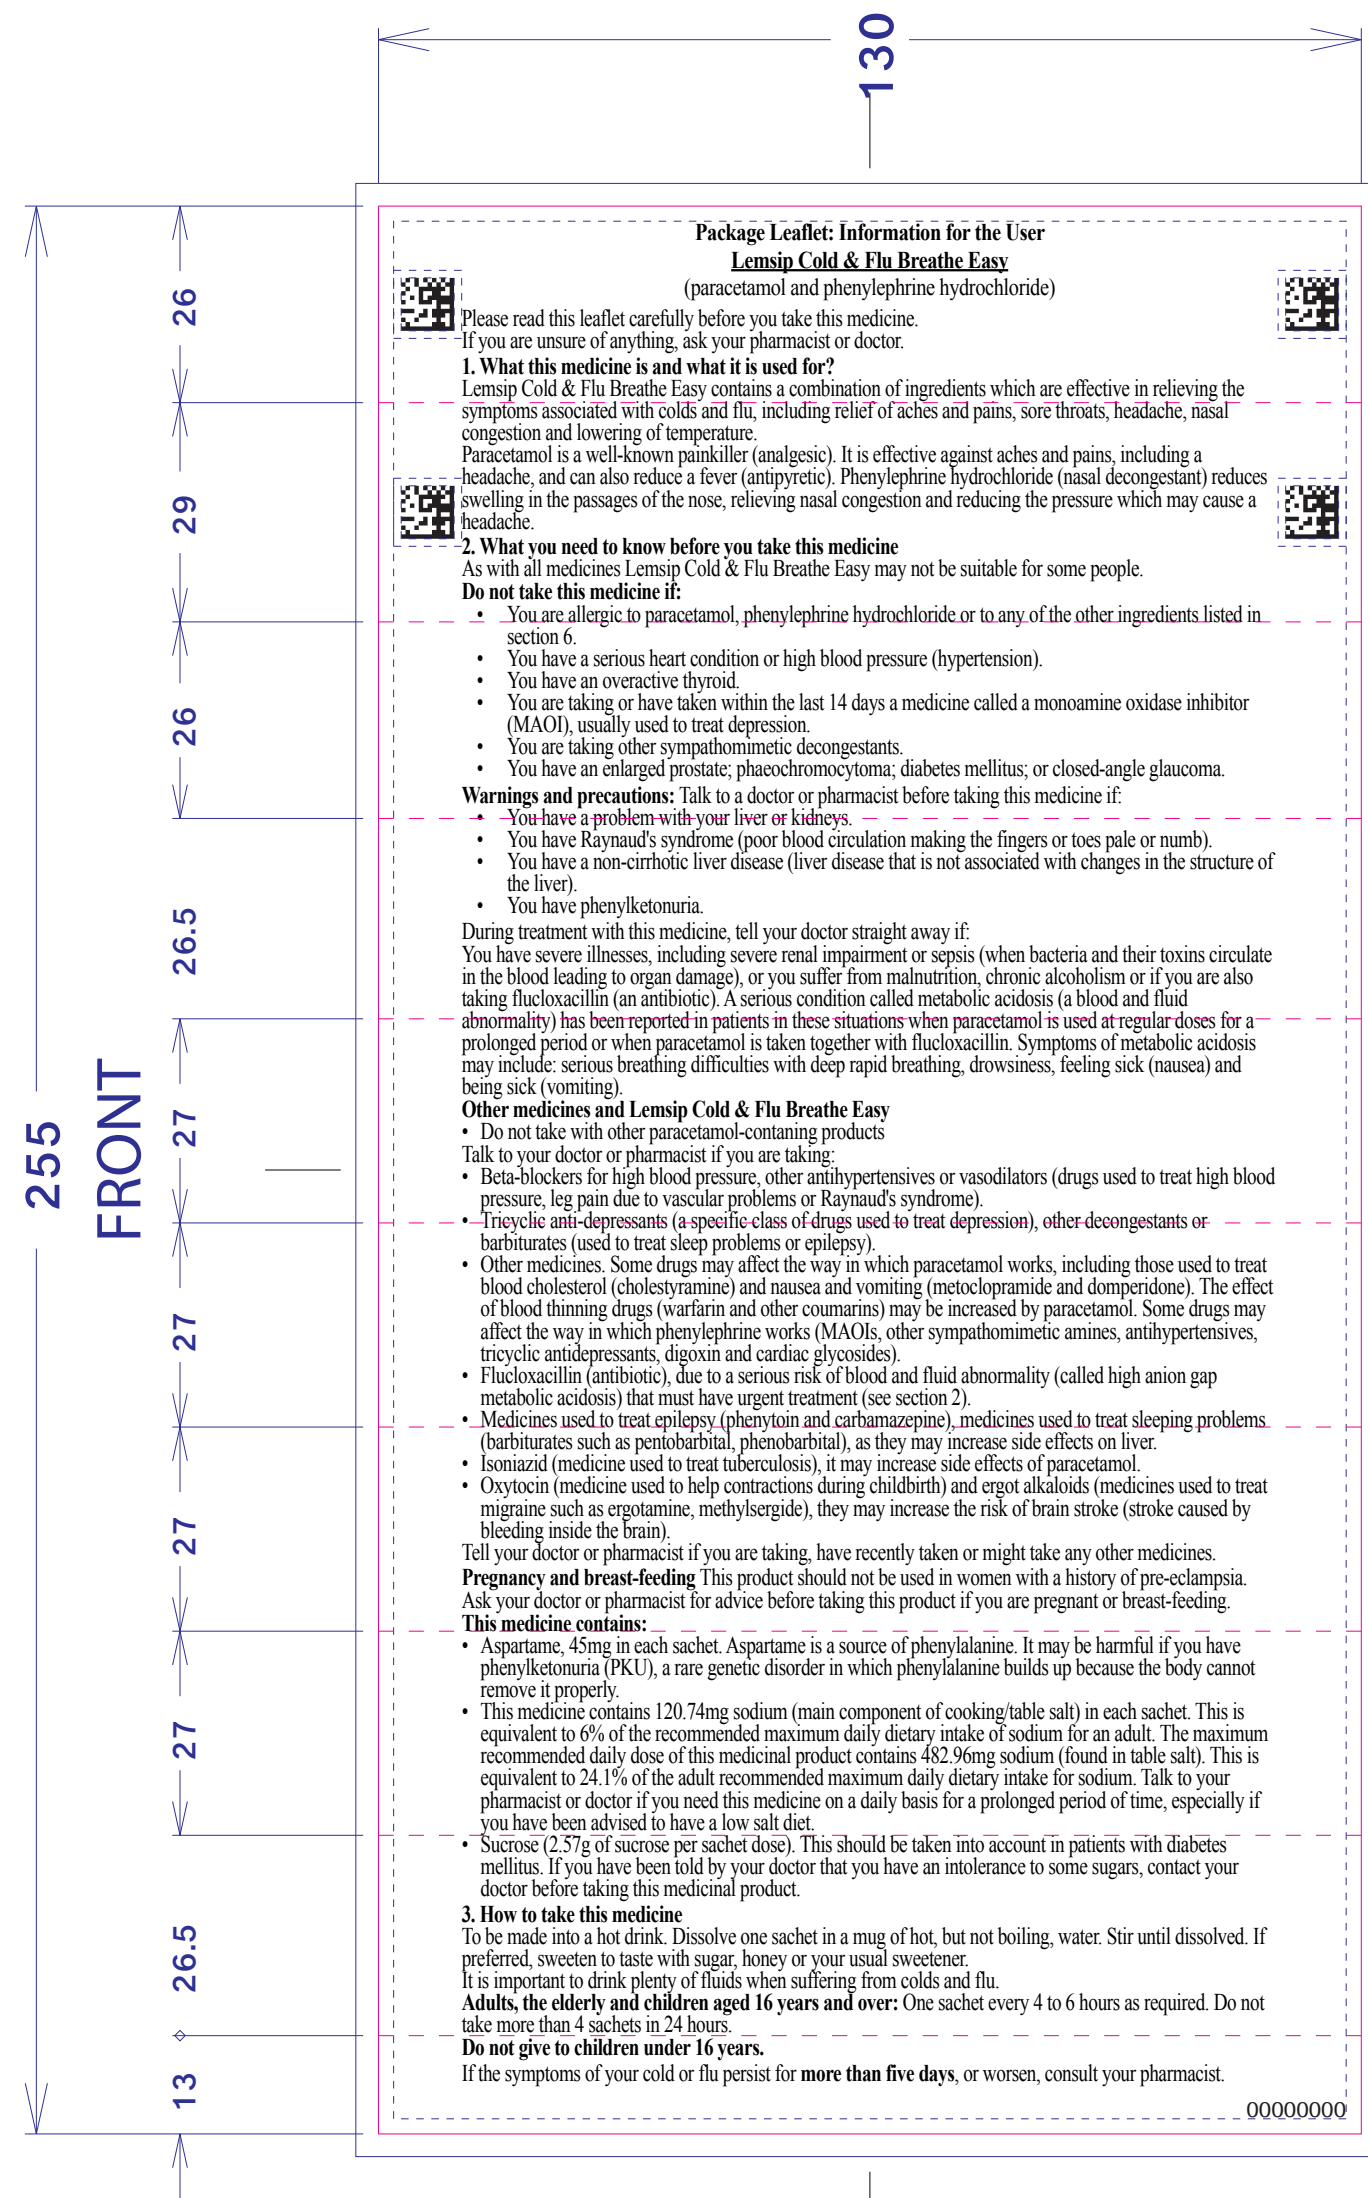 130
Package Leaflet: Information for the User
Lemsip Cold & Flu Breathe Easy
(paracetamol and phenylephrine hydrochloride)
Please read this leaflet carefully before you take this medicine.
If you are unsure of anything, ask your pharmacist or doctor.
1. What this medicine is and what it is used for?
Lemsip Cold & Flu Breathe Easy contains a combination of ingredients which are effective in relieving the
symptoms associated with colds and flu, including relief of aches and pains, sore throats, headache, nasal
congestion and lowering of temperature.
Paracetamol is a well-known painkiller (analgesic). It is effective against aches and pains, including a
headache, and can also reduce a fever (antipyretic). Phenylephrine hydrochloride (nasal decongestant) reduces
swelling in the passages of the nose, relieving nasal congestion and reducing the pressure which may cause a
headache.
2. What you need to know before you take this medicine
As with all medicines Lemsip Cold & Flu Breathe Easy may not be suitable for some people.
Do not take this medicine if:
• You are allergic to paracetamol, phenylephrine hydrochloride or to any of the other ingredients listed in
section 6.
• You have a serious heart condition or high blood pressure (hypertension).
• You have an overactive thyroid.
• You are taking or have taken within the last 14 days a medicine called a monoamine oxidase inhibitor
(MAOI), usually used to treat depression.
• You are taking other sympathomimetic decongestants.
• You have an enlarged prostate; phaeochromocytoma; diabetes mellitus; or closed-angle glaucoma.
Warnings and precautions: Talk to a doctor or pharmacist before taking this medicine if:
• You have a problem with your liver or kidneys.
• You have Raynaud's syndrome (poor blood circulation making the fingers or toes pale or numb).
• You have a non-cirrhotic liver disease (liver disease that is not associated with changes in the structure of
the liver).
• You have phenylketonuria.
During treatment with this medicine, tell your doctor straight away if:
You have severe illnesses, including severe renal impairment or sepsis (when bacteria and their toxins circulate
in the blood leading to organ damage), or you suffer from malnutrition, chronic alcoholism or if you are also
taking flucloxacillin (an antibiotic). A serious condition called metabolic acidosis (a blood and fluid
abnormality) has been reported in patients in these situations when paracetamol is used at regular doses for a
prolonged period or when paracetamol is taken together with flucloxacillin. Symptoms of metabolic acidosis
may include: serious breathing difficulties with deep rapid breathing, drowsiness, feeling sick (nausea) and
being sick (vomiting).
Other medicines and Lemsip Cold & Flu Breathe Easy
• Do not take with other paracetamol-contaning products
Talk to your doctor or pharmacist if you are taking:
• Beta-blockers for high blood pressure, other antihypertensives or vasodilators (drugs used to treat high blood
pressure, leg pain due to vascular problems or Raynaud's syndrome).
• Tricyclic anti-depressants (a specific class of drugs used to treat depression), other decongestants or
barbiturates (used to treat sleep problems or epilepsy).
• Other medicines. Some drugs may affect the way in which paracetamol works, including those used to treat
blood cholesterol (cholestyramine) and nausea and vomiting (metoclopramide and domperidone). The effect
of blood thinning drugs (warfarin and other coumarins) may be increased by paracetamol. Some drugs may
affect the way in which phenylephrine works (MAOIs, other sympathomimetic amines, antihypertensives,
tricyclic antidepressants, digoxin and cardiac glycosides).
• Flucloxacillin (antibiotic), due to a serious risk of blood and fluid abnormality (called high anion gap
metabolic acidosis) that must have urgent treatment (see section 2).
• Medicines used to treat epilepsy (phenytoin and carbamazepine), medicines used to treat sleeping problems
(barbiturates such as pentobarbital, phenobarbital), as they may increase side effects on liver.
• Isoniazid (medicine used to treat tuberculosis), it may increase side effects of paracetamol.
• Oxytocin (medicine used to help contractions during childbirth) and ergot alkaloids (medicines used to treat
migraine such as ergotamine, methylsergide), they may increase the risk of brain stroke (stroke caused by
bleeding inside the brain).
Tell your doctor or pharmacist if you are taking, have recently taken or might take any other medicines.
Pregnancy and breast-feeding This product should not be used in women with a history of pre-eclampsia.
Ask your doctor or pharmacist for advice before taking this product if you are pregnant or breast-feeding.
This medicine contains:
• Aspartame, 45mg in each sachet. Aspartame is a source of phenylalanine. It may be harmful if you have
phenylketonuria (PKU), a rare genetic disorder in which phenylalanine builds up because the body cannot
remove it properly.
• This medicine contains 120.74mg sodium (main component of cooking/table salt) in each sachet. This is
equivalent to 6% of the recommended maximum daily dietary intake of sodium for an adult. The maximum
recommended daily dose of this medicinal product contains 482.96mg sodium (found in table salt). This is
equivalent to 24.1% of the adult recommended maximum daily dietary intake for sodium. Talk to your
pharmacist or doctor if you need this medicine on a daily basis for a prolonged period of time, especially if
you have been advised to have a low salt diet.
• Sucrose (2.57g of sucrose per sachet dose). This should be taken into account in patients with diabetes
mellitus. If you have been told by your doctor that you have an intolerance to some sugars, contact your
doctor before taking this medicinal product.
3. How to take this medicine
To be made into a hot drink. Dissolve one sachet in a mug of hot, but not boiling, water. Stir until dissolved. If
preferred, sweeten to taste with sugar, honey or your usual sweetener.
It is important to drink plenty of fluids when suffering from colds and flu.
Adults, the elderly and children aged 16 years and over: One sachet every 4 to 6 hours as required. Do not
take more than 4 sachets in 24 hours.
Do not give to children under 16 years.
If the symptoms of your cold or flu persist for more than five days, or worsen, consult your pharmacist.
00000000
255
FRONT
26
29
26
26.5
27
27
27
27
26.5
13